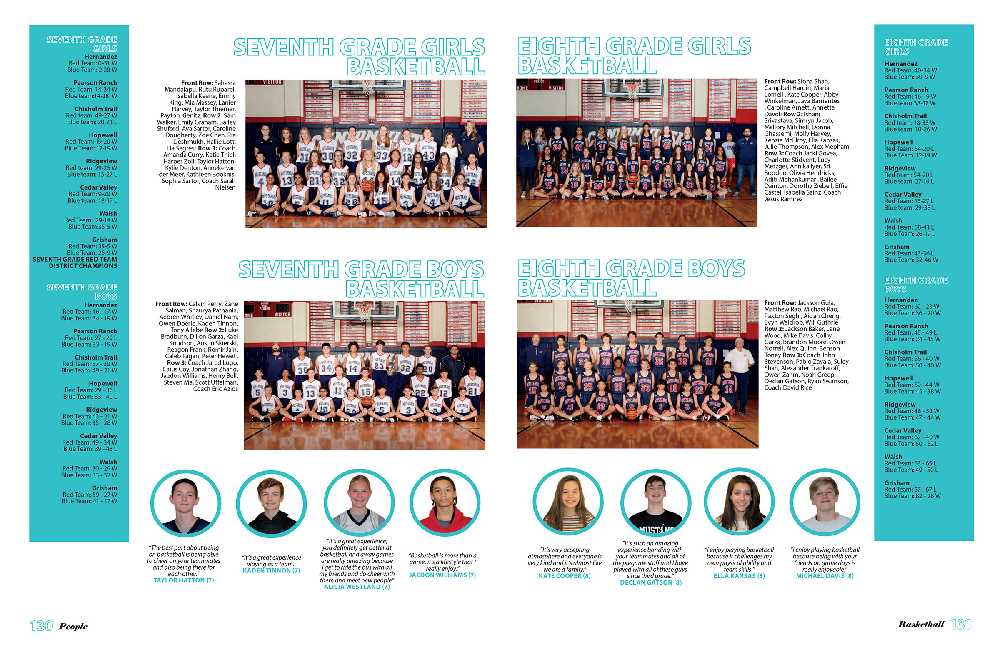 SEVENTH GRADE
GIRLS
Hernandez
Red Team: 0-31 W
Blue Team: 2-28 W
Pearson Ranch
Red Team: 14-34 W
Blue team:14-28 W
Chisholm Trail
Red team: 49-27 W
Blue team: 20-21 L
Hopewell
Red Team: 19-20 W
Blue Team: 12-19 W
Ridgeview
Red team: 29-25 W
Blue team: 15-27 L
Cedar Valley
Red Team: 9-20 W
Blue team: 18-19 L
Walsh
Red Team: 29-14 W
Blue Team:35-5 W
Grisham
Red Team: 35-5 W
Blue Team: 25-9 W
SEVENTH GRADE RED TEAM
DISTRICT CHAMPIONS
SEVENTH GRADE
BOYS
Hernandez
Red Team: 46 - 17 W
Blue Team: 34 - 19 W
Pearson Ranch
Red Team: 27 - 29 L
Blue Team: 33 - 19 W
Chisholm Trail
Red Team: 57 - 30 W
Blue Team: 49 - 21 W
Hopewell
Red Team: 29 - 36 L
Blue Team: 33 - 40 L
Ridgeview
Red Team: 43 - 21 W
Blue Team: 35 - 28 W
Cedar Valley
Red Team: 49 - 34 W
Blue Team: 39 - 43 L
Walsh
Red Team: 30 - 29 W
Blue Team: 33 - 32 W
Grisham
Red Team: 59 - 27 W
Blue Team: 41 - 17 W
SEVENTH GRADE GIRLS
BASKETBALL
Front Row: Sahasra
Mandalapu, Rutu Ruparel,
Isabella Keene, Emmy
King, Mia Massey, Lanier
Harvey, Taylor Thiemer,
Payton Kienitz, Row 2: Sam
Walker, Emily Graham, Bailey
Shuford, Ava Sartor, Caroline
Dougherty, Zoe Chen, Ria
Deshmukh, Hallie Lott,
Lia Segrest Row 3: Coach
Amanda Curry, Katie Thiel,
Harper Zoll, Taylor Hatton,
Kylie Denton, Anneke van
der Meer, Kathleen Booknis,
Sophia Sartor, Coach Sarah
Nielsen
VISITOR
SEVENTH GRADE BOYS
BASKETBALL
Front Row: Calvin Perry, Zane
Salman, Shaurya Pathania,
Aebren Whitley, Daniel Nam,
Owen Doerle, Kaden Tinnon,
Tony Allebe Row 2: Luke
Bradburn, Dillon Garza, Kael
Knudson, Austin Skierski,
Reagon Frank, Romir Jain,
Caleb Fagan, Peter Hewett
Row 3: Coach Jared Lugo,
Caius Coy, Jonathan Zhang,
Jaedon Williams, Henry Bell,
Steven Ma, Scott Uffelman,
Coach Eric Azios
PERIOD
VISITOR
"The best part about being
on basketball is being able
to cheer on your teammates
and also being there for
each other."
TAYLOR HATTON (7)
"It's a great experience
playing as a team."
KADEN TINNON (7)
"It's a great experience,
you definitely get better at
basketball and away games
are really amazing because
I get to ride the bus with all
my friends and do cheer with
them and meet new people"
ALICIA WESTLAND (7)
"Basketball is more than a
game, it's a lifestyle that I
really enjoy."
JAEDON WILLIAMS (7)
130 People
EIGHTH GRADE GIRLS
BASKETBALL
PERIOD
HOME VISITOR
Front Row: Siona Shah,
Campbell Hardin, Maria
Lomeli , Kate Cooper, Abby
Winkelman, Jaya Barrientes
, Caroline Arnett, Annetta
Davoli Row 2: Ishani
Srivastava, Simryn Jacob,
Mallory Mitchell, Donna
Ghassemi, Molly Harvey,
Kenzie McElroy, Ella Kansas,
Julie Thompson, Alex Mepham
Row 3: Coach Jacki Govea,
Charlotte Stidvent, Lucy
Metzger, Annika Iyer, Sri
Boodoo, Olivia Hendricks,
Aditi Mohankumar , Bailee
Dainton, Dorothy Ziebell, Effie
Castel, Isabella Sainz, Coach
Jesus Ramirez
EIGHTH GRADE BOYS
BASKETBALL
VISITOR
Front Row: Jackson Gula,
Matthew Rao, Michael Rao,
Paxton Seghi, Aidan Cheng,
Evyn Waldrop, Will Guthrie
Row 2: Jackson Baker, Lane
Wood, Mike Davis, Colby
Garza, Brandon Moore, Owen
Norrell, Alex Quinn, Benson
Toney Row 3: Coach John
Stevenson, Pablo Zavala, Suley
Shah, Alexander Trankaroff,
Owen Zahm, Noah Greep,
Declan Gatson, Ryan Swanson,
Coach David Rice
"It's very accepting
atmosphere and everyone is
very kind and it's almost like
we are a family."
KATE COOPER (8)
"It's such an amazing
experience bonding with
your teammates and all of
the pregame stuff and I have
played with all of these guys
since third grade."
DECLAN GATSON (8)
"I enjoy playing basketball
because it challenges my
own physical ability and
team skills."
ELLA KANSAS (8)
"I enjoy playing basketball
because being with your
friends on game days is
really enjoyable."
MICHAEL DAVIS (8)
EIGHTH GRADE
GIRLS
Hernandez
Red Team: 40-34 W
Blue Team: 30-9 W
Pearson Ranch
Red Team: 46-19 W
Blue team:38-17 W
Chisholm Trail
Red team: 18-33 W
Blue team: 10-26 W
Hopewell
Red Team: 54-20 L
Blue Team: 12-19 W
Ridgeview
Red team: 54-20 L
Blue team: 27-16 L
Cedar Valley
Red Team: 16-27 L
Blue team: 29-38 L
Walsh
Red Team: 58-41 L
Blue Team: 26-19 L
Grisham
Red Team: 43-36 L
Blue Team: 32-46 W
EIGHTH GRADE
BOYS
Hernandez
Red Team: 62 - 23 W
Blue Team: 36 - 20 W
Pearson Ranch
Red Team: 45 - 49 L
Blue Team: 24 - 45 W
Chisholm Trail
Red Team: 56 - 40 W
Blue Team: 50 - 40 W
Hopewell
Red Team: 59 - 44 W
Blue Team: 45 - 38 W
Ridgeview
Red Team: 46 - 52 W
Blue Team: 47 - 44 W
Cedar Valley
Red Team: 62 - 40 W
Blue Team: 50 - 52 L
Walsh
Red Team: 53 - 65 L
Blue Team: 49 - 50 L
Grisham
Red Team: 57 - 67 L
Blue Team: 82 - 28 W
Basketball 131